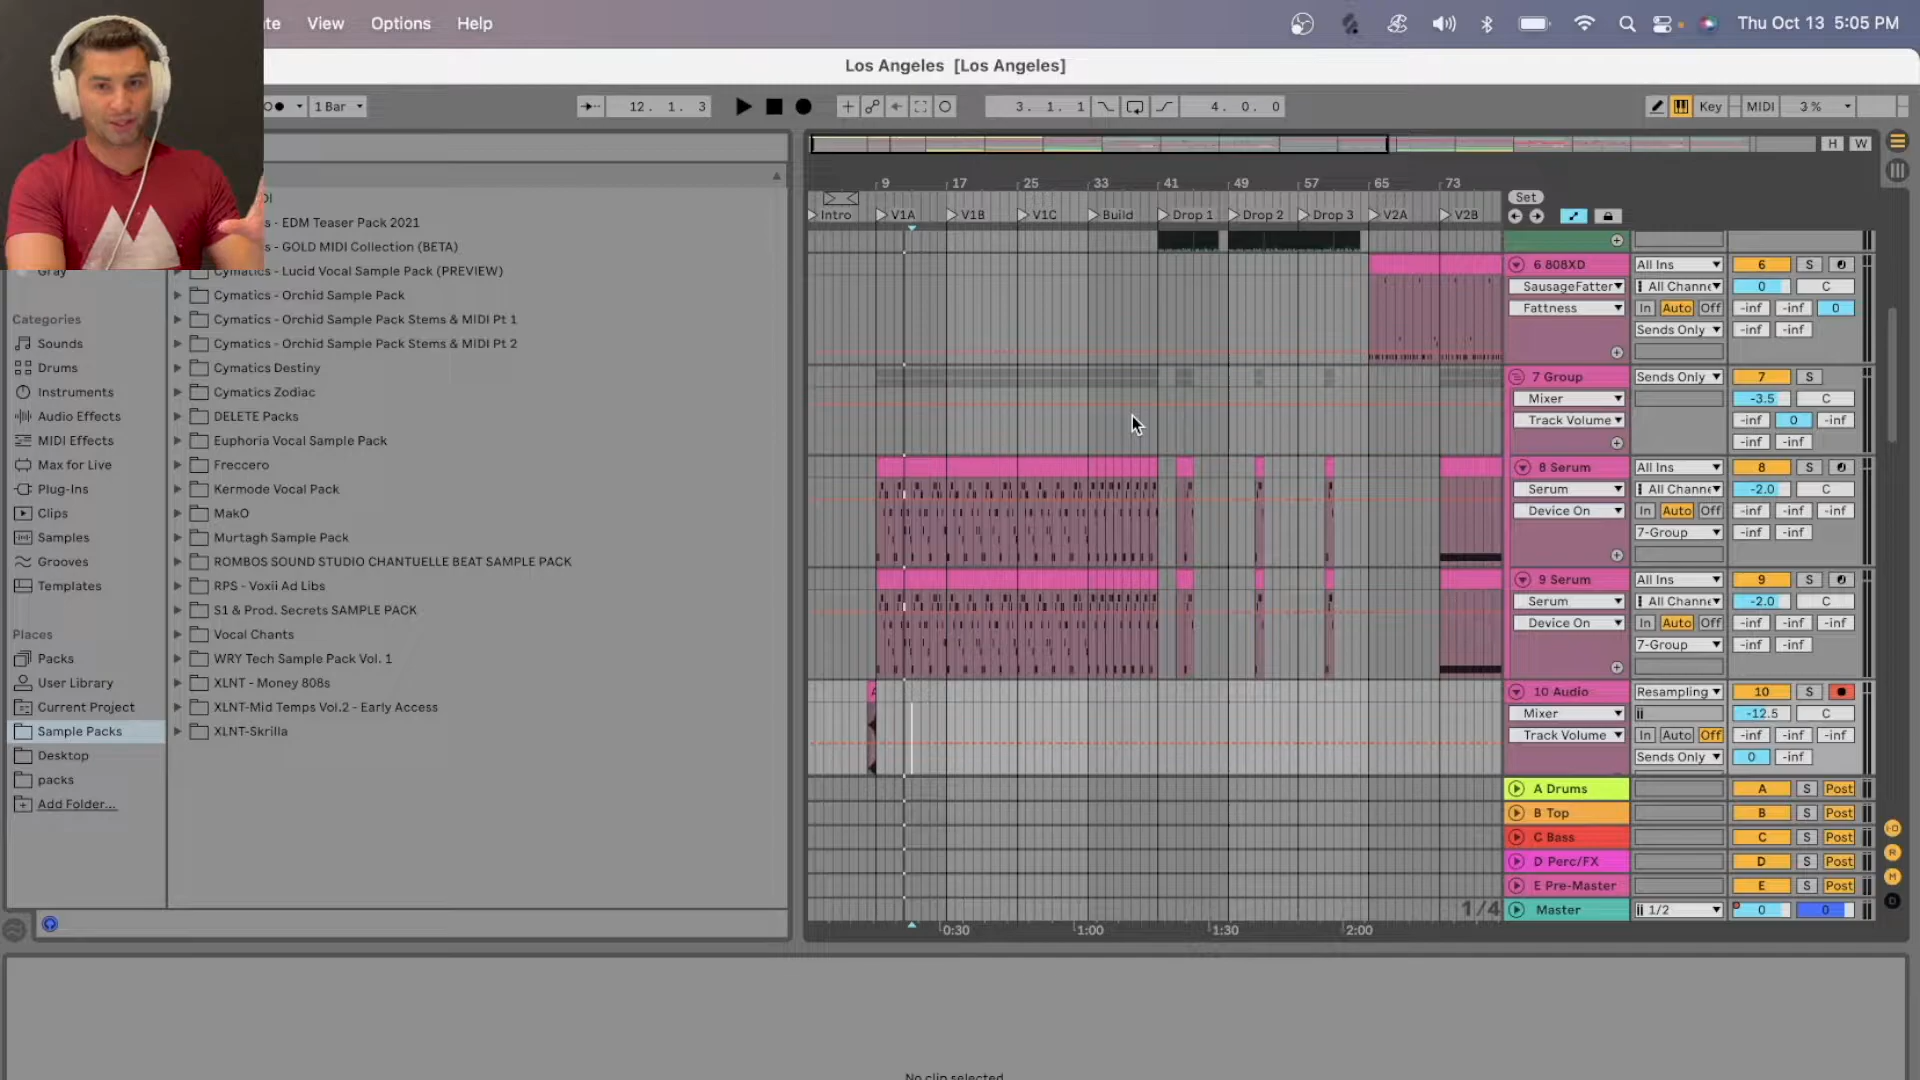 ate View Options Help Thu Oct 13 5:05 PM
Los Angeles [Los Angeles]
1 Bar 12. 1. 3 3. 1. 1 4. 0. 0 Key MIDI 3 %
H W
9 17 25 33 41 49 57 65 73 Set
Intro V1A V1B V1C Build Drop 1 Drop 2 Drop 3 V2A V2B
s - EDM Teaser Pack 2021
s - GOLD MIDI Collection (BETA)
s - Lucid Vocal Sample Pack (PREVIEW)
Gray
Cymatics - Orchid Sample Pack
Cymatics - Orchid Sample Pack Stems & MIDI Pt 1
Cymatics - Orchid Sample Pack Stems & MIDI Pt 2
Cymatics Destiny
Cymatics Zodiac
DELETE Packs
Euphoria Vocal Sample Pack
Freccero
Kermode Vocal Pack
MakO
Murtagh Sample Pack
ROMBOS SOUND STUDIO CHANTUELLE BEAT SAMPLE PACK
RPS - Voxii Ad Libs
S1 & Prod. Secrets SAMPLE PACK
Vocal Chants
WRY Tech Sample Pack Vol. 1
XLNT - Money 808s
XLNT-Mid Temps Vol.2 - Early Access
XLNT-Skrilla
Categories
Sounds
Drums
Instruments
Audio Effects
MIDI Effects
Max for Live
Plug-Ins
Clips
Samples
Grooves
Templates
Places
Packs
User Library
Current Project
Sample Packs
Desktop
packs
Add Folder...
6 808XD All Ins 6 S
SausageFatter All Channe 0 C
Fattness In Auto Off -inf -inf 0
Sends Only -inf -inf
7 Group Sends Only 7 S
Mixer -3.5 C
Track Volume -inf 0 -inf
-inf -inf
8 Serum All Ins 8 S
Serum All Channe -2.0 C
Device On In Auto Off -inf -inf -inf
7-Group -inf -inf
9 Serum All Ins 9 S
Serum All Channe -2.0 C
Device On In Auto Off -inf -inf -inf
7-Group -inf -inf
10 Audio Resampling 10 S
Mixer -12.5 C
Track Volume In Auto Off -inf -inf -inf
Sends Only 0 -inf
A Drums A S Post
B Top B S Post
C Bass C S Post
D Perc/FX D S Post
E Pre-Master E S Post
1/4 Master 1/2 0 0
0:30 1:00 1:30 2:00
No clip selected